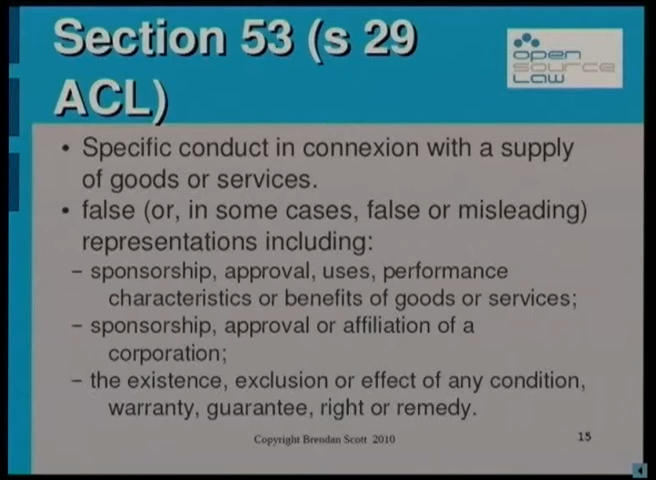 Section 53 (s 29
ACL)
open
source
Law
• Specific conduct in connexion with a supply
of goods or services.
• false (or, in some cases, false or misleading)
representations including:
– sponsorship, approval, uses, performance
characteristics or benefits of goods or services;
– sponsorship, approval or affiliation of a
corporation;
– the existence, exclusion or effect of any condition,
warranty, guarantee, right or remedy.
Copyright Brendan Scott 2010
15